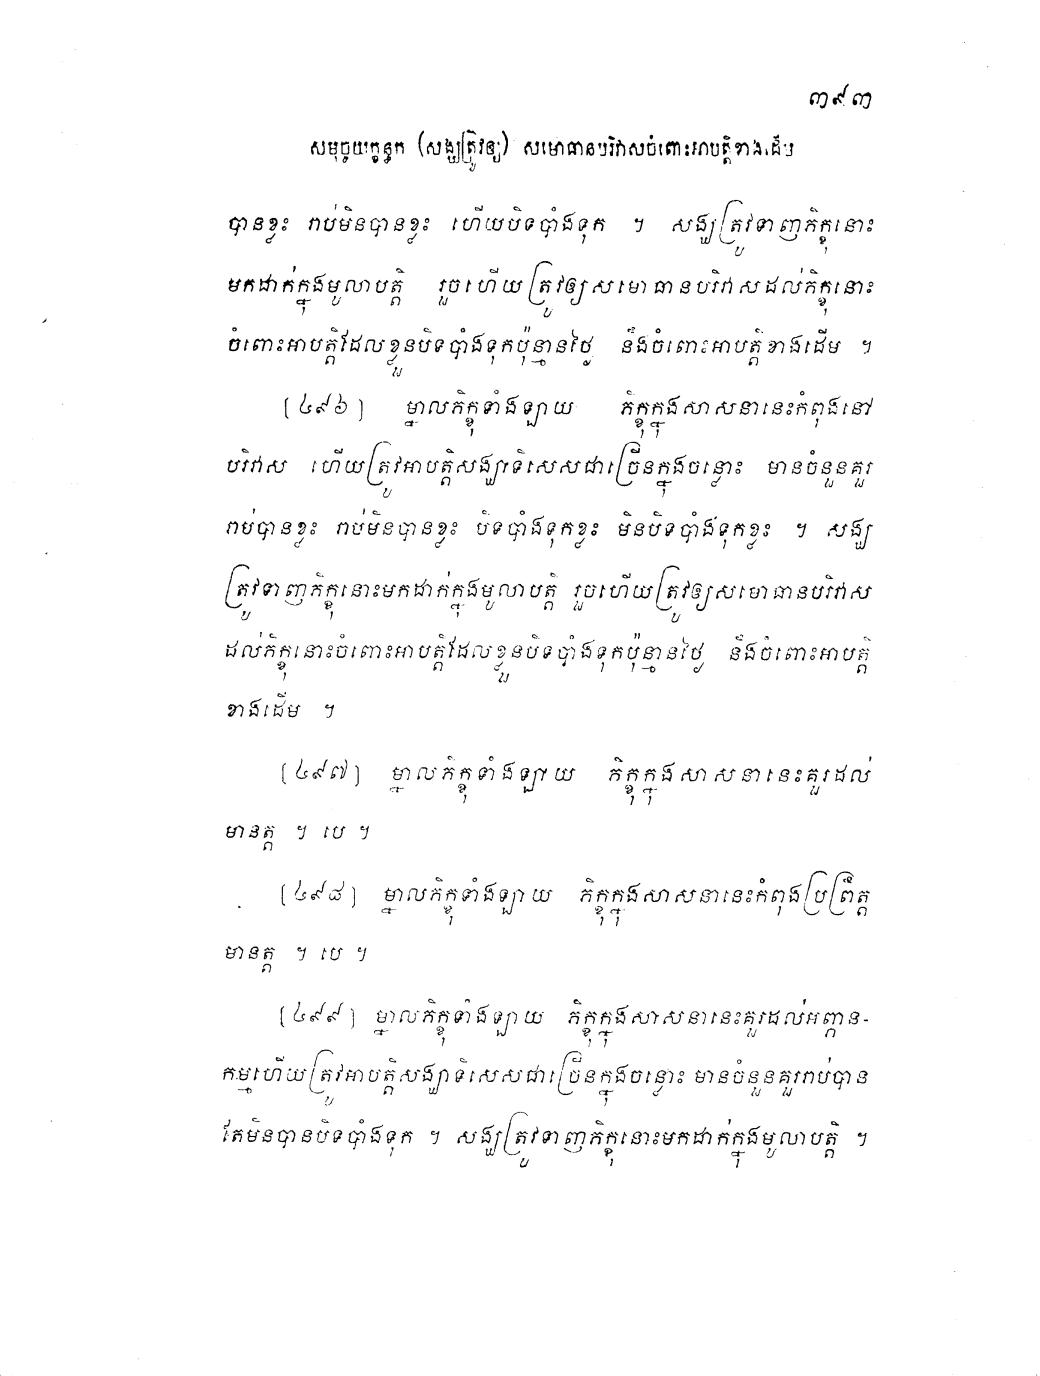 ៣៩៣
សមុច្ចយក្ខន្ធក (សង្ឃត្រូវឲ្យ) សមោធានបរិវាសចំពោះអាបត្តិខាងដើម
បានខ្លះ រាប់មិនបានខ្លះ ហើយបិទបាំងទុក ។ សង្ឃត្រូវទាញភិក្ខុនោះ
មកដាក់ក្នុងមូលាបត្តិ រួចហើយត្រូវឲ្យសមោធានបរិវាសដល់ភិក្ខុនោះ
ចំពោះអាបត្តិដែលខ្លួនបិទបាំងទុកប៉ុន្មានថ្ងៃ នឹងចំពោះអាបត្តិខាងដើម ។
(៤៩៦) ម្នាលភិក្ខុទាំងឡាយ ភិក្ខុក្នុងសាសនានេះកំពុងនៅ
បរិវាស ហើយត្រូវអាបត្តិសង្ឃាទិសេសជាច្រើនក្នុងចន្លោះ មានចំនួនគួរ
រាប់បានខ្លះ រាប់មិនបានខ្លះ បិទបាំងទុកខ្លះ មិនបិទបាំងទុកខ្លះ ។ សង្ឃ
ត្រូវទាញភិក្ខុនោះមកដាក់ក្នុងមូលាបត្តិ រួចហើយត្រូវឲ្យសមោធានបរិវាស
ដល់ភិក្ខុនោះចំពោះអាបត្តិដែលខ្លួនបិទបាំងទុកប៉ុន្មានថ្ងៃ នឹងចំពោះអាបត្តិ
ខាងដើម ។
(៤៩៧) ម្នាលភិក្ខុទាំងឡាយ ភិក្ខុក្នុងសាសនានេះគួរដល់
មានត្ត ។ បេ ។
(៤៩៨) ម្នាលភិក្ខុទាំងឡាយ ភិក្ខុក្នុងសាសនានេះកំពុងប្រព្រឹត្ត
មានត្ត ។ បេ ។
(៤៩៩) ម្នាលភិក្ខុទាំងឡាយ ភិក្ខុក្នុងសាសនានេះគួរដល់អព្ភាន-
កម្មហើយត្រូវអាបត្តិសង្ឃាទិសេសជាច្រើនក្នុងចន្លោះ មានចំនួនគួររាប់បាន
តែមិនបានបិទបាំងទុក ។ សង្ឃត្រូវទាញភិក្ខុនោះមកដាក់ក្នុងមូលាបត្តិ ។